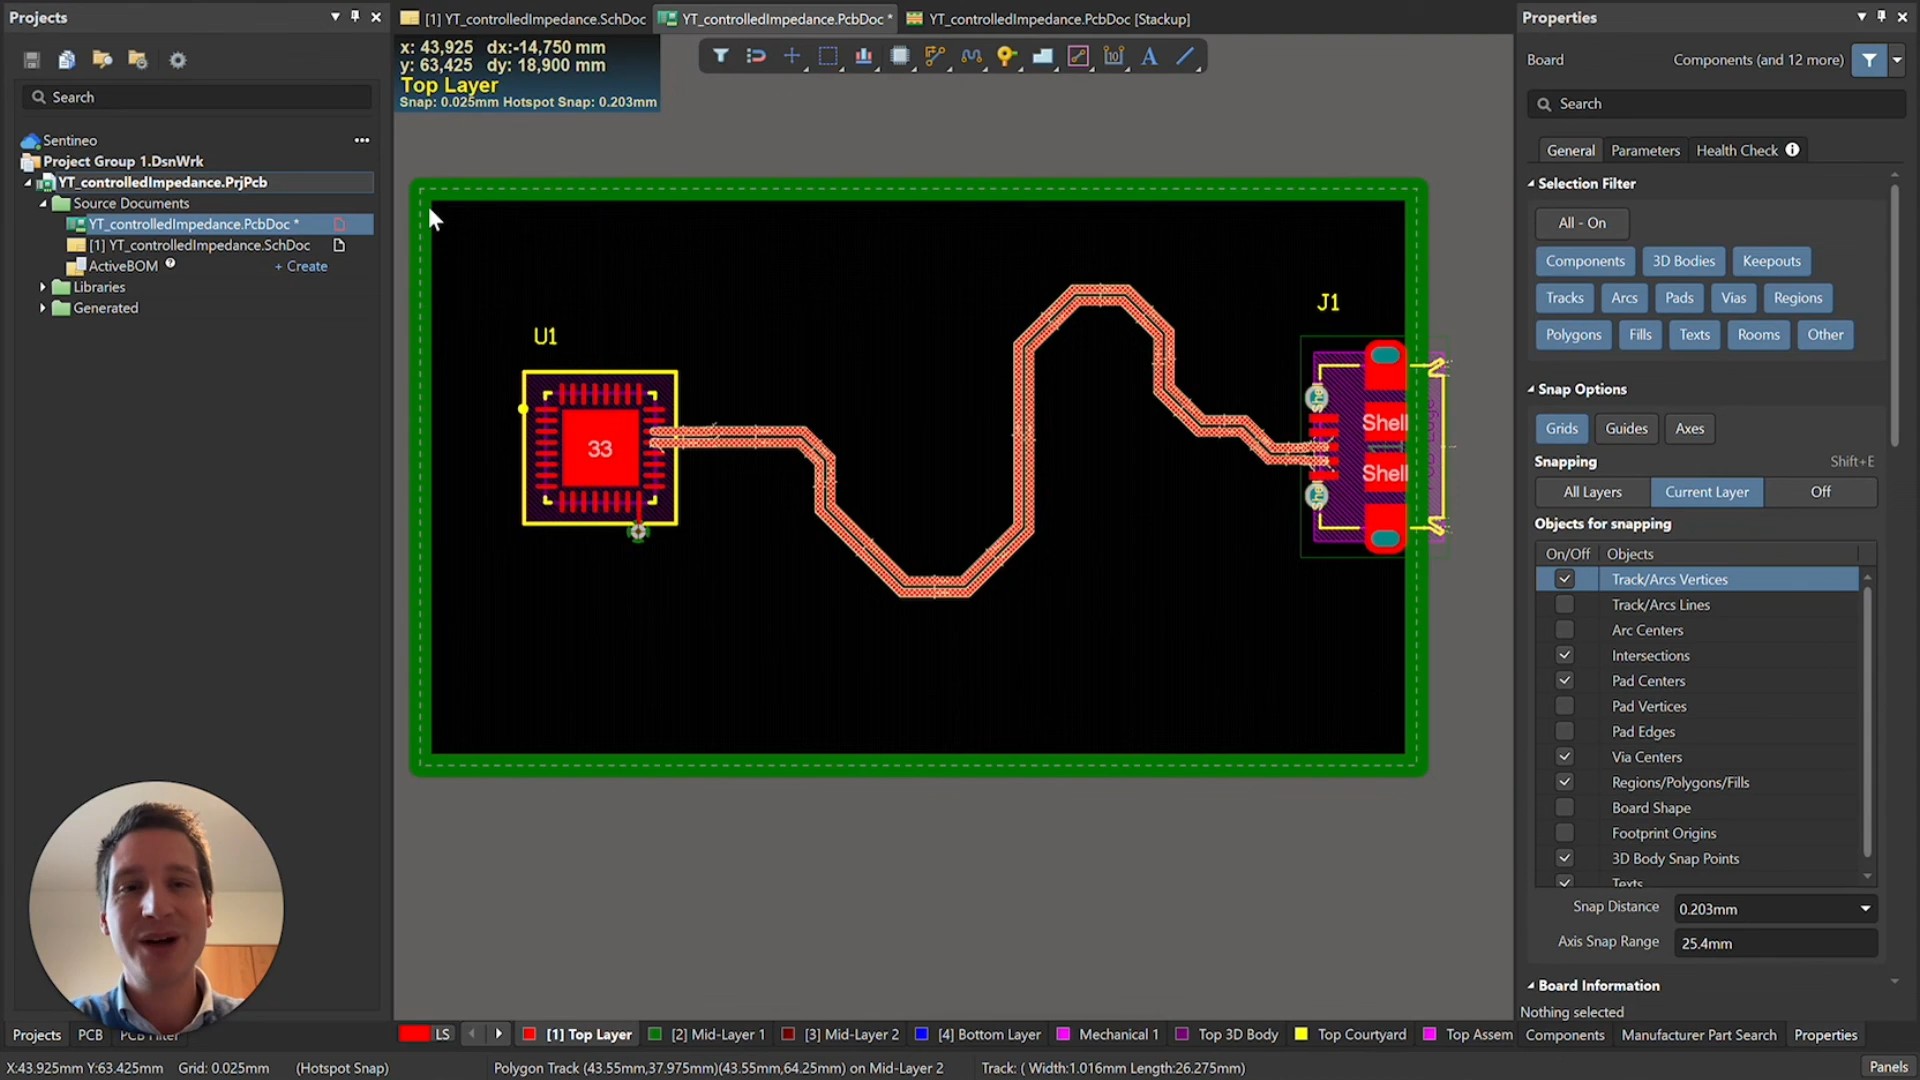 Projects
[1] YT_controlledImpedance.SchDoc
YT_controlledImpedance.PcbDoc *
YT_controlledImpedance.PcbDoc [Stackup]
Properties
x: 43,925 dx:-14,750 mm
y: 63,425 dy: 18,900 mm
Top Layer
Snap: 0.025mm Hotspot Snap: 0.203mm
Board
Components (and 12 more)
Search
Search
Sentineo
Project Group 1.DsnWrk
YT_controlledImpedance.PrjPcb
Source Documents
YT_controlledImpedance.PcbDoc *
[1] YT_controlledImpedance.SchDoc
ActiveBOM
+ Create
Libraries
Generated
General
Parameters
Health Check
Selection Filter
All - On
Components
3D Bodies
Keepouts
Tracks
Arcs
Pads
Vias
Regions
Polygons
Fills
Texts
Rooms
Other
Snap Options
Grids
Guides
Axes
Snapping
Shift+E
All Layers
Current Layer
Off
Objects for snapping
On/Off
Objects
Track/Arcs Vertices
Track/Arcs Lines
Arc Centers
Intersections
Pad Centers
Pad Vertices
Pad Edges
Via Centers
Regions/Polygons/Fills
Board Shape
Footprint Origins
3D Body Snap Points
Texts
Snap Distance
0.203mm
Axis Snap Range
25.4mm
Board Information
Nothing selected
U1
33
J1
Shell
Shell
Projects
PCB
PCB Filter
LS
[1] Top Layer
[2] Mid-Layer 1
[3] Mid-Layer 2
[4] Bottom Layer
Mechanical 1
Top 3D Body
Top Courtyard
Top Assem
Components
Manufacturer Part Search
Properties
X:43.925mm Y:63.425mm
Grid: 0.025mm
(Hotspot Snap)
Polygon Track (43.55mm,37.975mm)(43.55mm,64.25mm) on Mid-Layer 2
Track: ( Width:1.016mm Length:26.275mm)
Panels